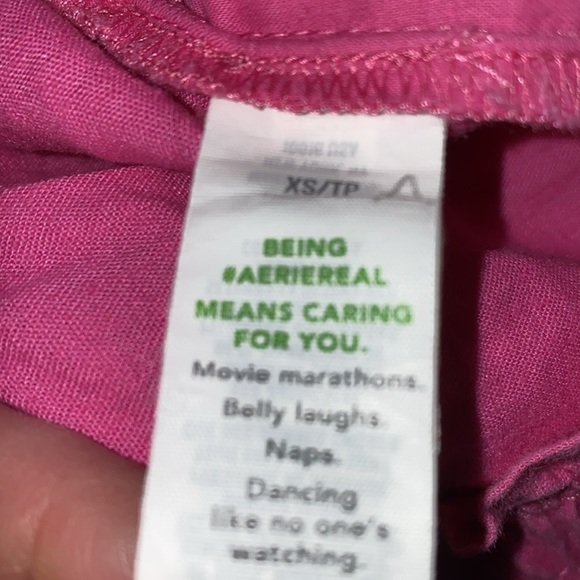 XS/TP
BEING
#AERIEREAL
MEANS CARING
FOR YOU.
Movie marathons.
Belly laughs.
Naps.
Dancing
like no one's
watching.